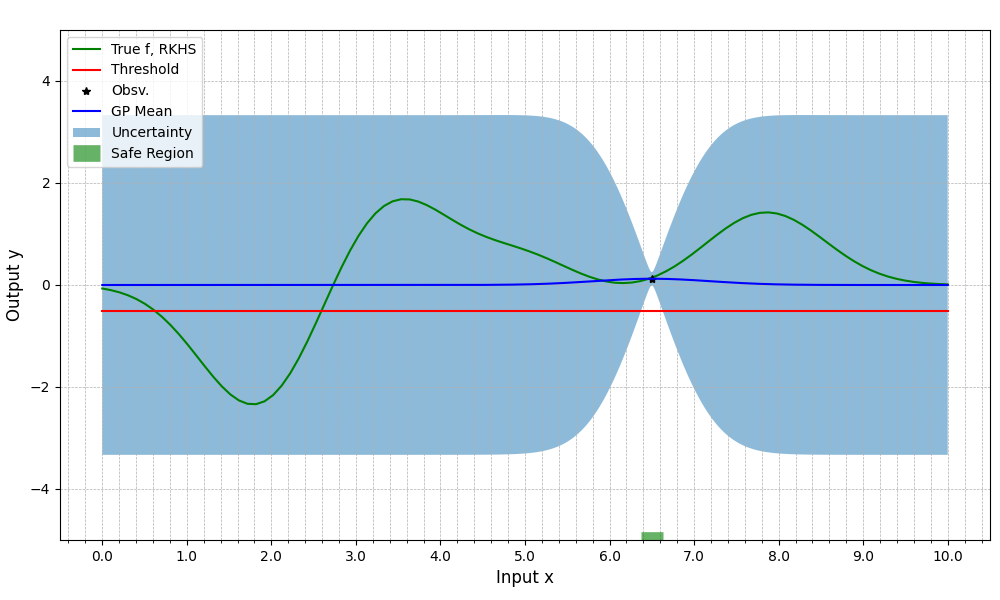 True f, RKHS
Threshold
Obsv.
GP Mean
Uncertainty
Safe Region
Output y
4
2
0
−2
−4
0.0 1.0 2.0 3.0 4.0 5.0 6.0 7.0 8.0 9.0 10.0
Input x